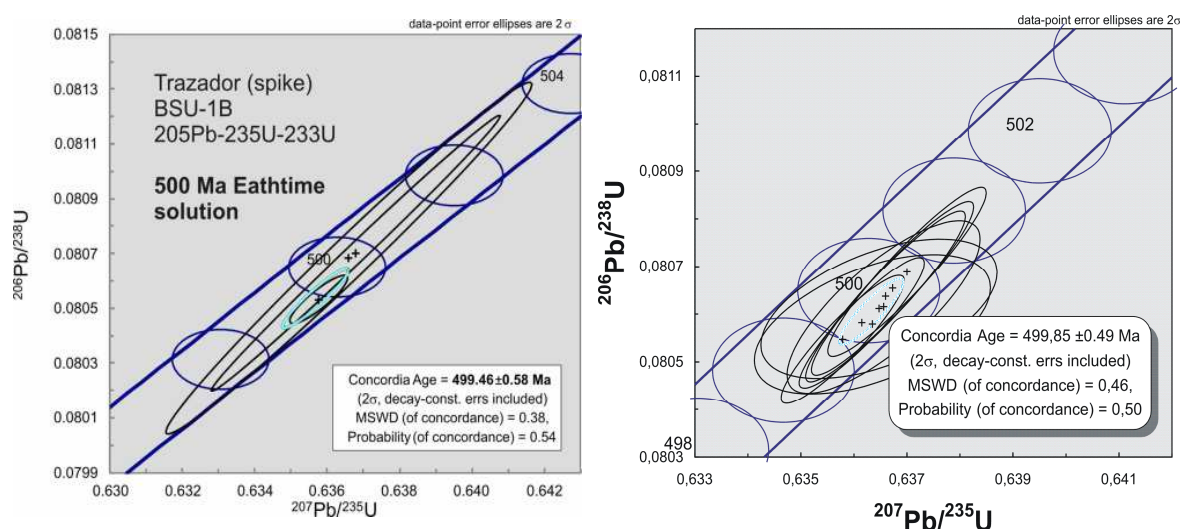 data-point error ellipses are 2 σ
0.0815
0.0813
0.0811
0.0809
0.0807
0.0805
0.0803
0.0801
0.0799
206Pb/238U
Trazador (spike)
BSU-1B
205Pb-235U-233U
500 Ma Eathtime
solution
504
500
Concordia Age = 499.46±0.58 Ma
(2σ, decay-const. errs included)
MSWD (of concordance) = 0.38,
Probability (of concordance) = 0.54
0.630
0.632
0.634
0.636
0.638
0.640
0.642
207Pb/235U
data-point error ellipses are 2σ
0,0811
0,0809
0,0807
0,0805
0,0803
206Pb/238U
502
500
498
Concordia Age = 499,85 ±0.49 Ma
(2σ, decay-const. errs included)
MSWD (of concordance) = 0,46,
Probability (of concordance) = 0,50
0,633
0,635
0,637
0,639
0,641
207Pb/235U